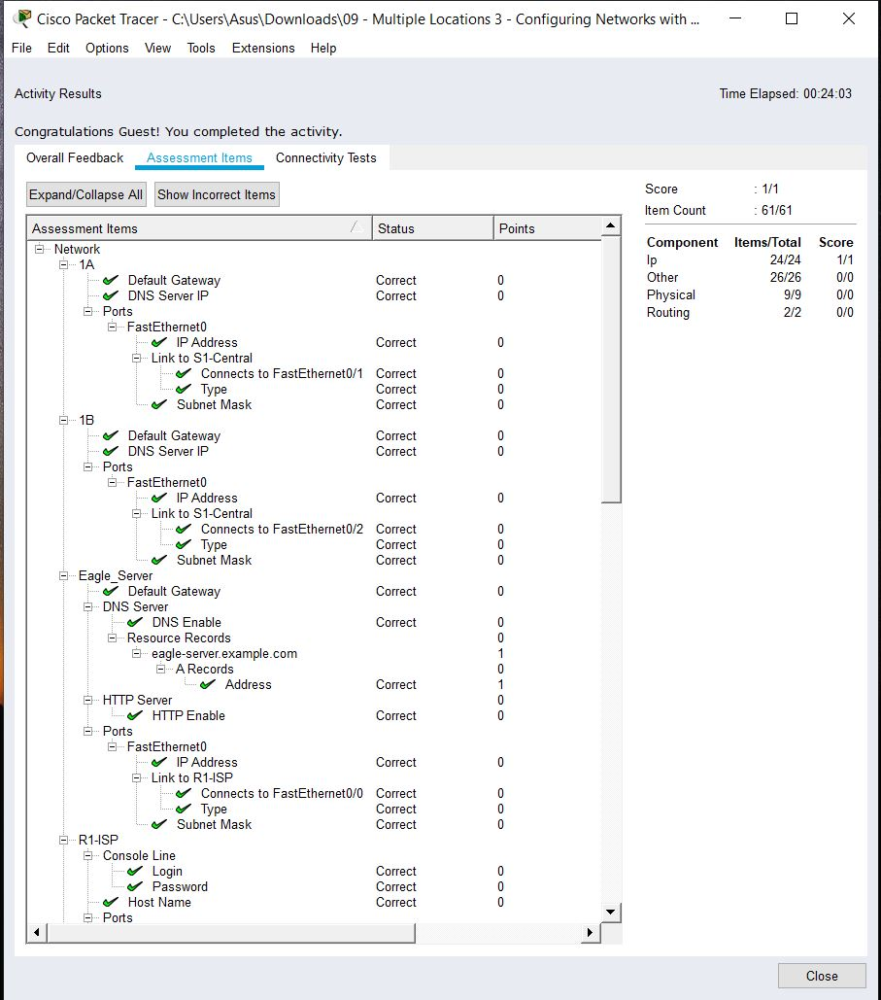 Cisco Packet Tracer - C:\Users\Asus\Downloads\09 - Multiple Locations 3 - Configuring Networks with ...
File Edit Options View Tools Extensions Help
Activity Results Time Elapsed: 00:24:03
Congratulations Guest! You completed the activity.
Overall Feedback Assessment Items Connectivity Tests
Expand/Collapse All Show Incorrect Items
Assessment Items Status Points
Network
1A
Default Gateway Correct 0
DNS Server IP Correct 0
Ports
FastEthernet0
IP Address Correct 0
Link to S1-Central
Connects to FastEthernet0/1 Correct 0
Type Correct 0
Subnet Mask Correct 0
1B
Default Gateway Correct 0
DNS Server IP Correct 0
Ports
FastEthernet0
IP Address Correct 0
Link to S1-Central
Connects to FastEthernet0/2 Correct 0
Type Correct 0
Subnet Mask Correct 0
Eagle_Server
Default Gateway Correct 0
DNS Server
DNS Enable Correct 0
Resource Records 0
eagle-server.example.com 1
A Records 0
Address Correct 1
HTTP Server 0
HTTP Enable Correct 0
Ports
FastEthernet0
IP Address Correct 0
Link to R1-ISP
Connects to FastEthernet0/0 Correct 0
Type Correct 0
Subnet Mask Correct 0
R1-ISP
Console Line
Login Correct 0
Password Correct 0
Host Name Correct 0
Ports
Score : 1/1
Item Count : 61/61
Component Items/Total Score
Ip 24/24 1/1
Other 26/26 0/0
Physical 9/9 0/0
Routing 2/2 0/0
Close